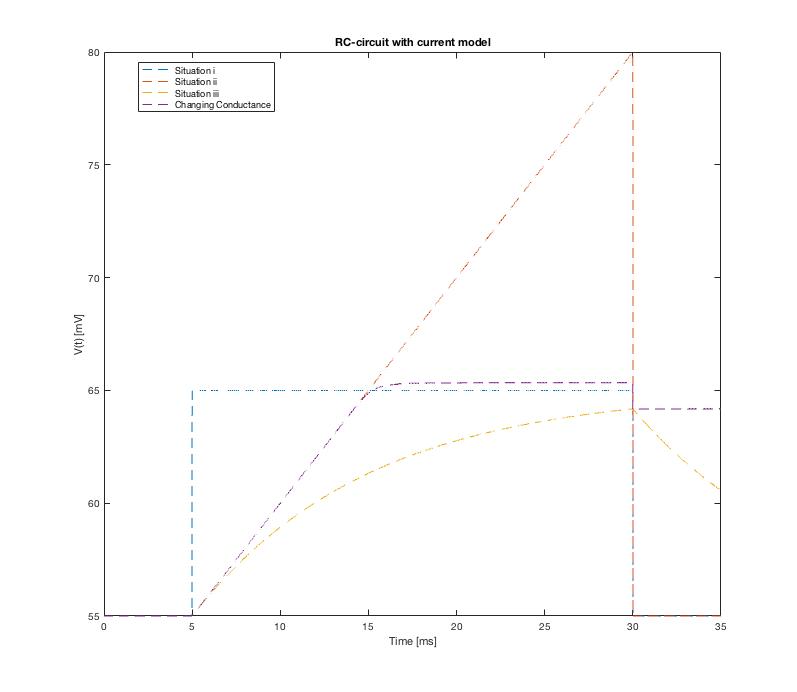 RC-circuit with current model
80
Situation i
Situation ii
Situation iii
Changing Conductance
75
70
V(t) [mV]
65
60
55
0 5 10 15 20 25 30 35
Time [ms]